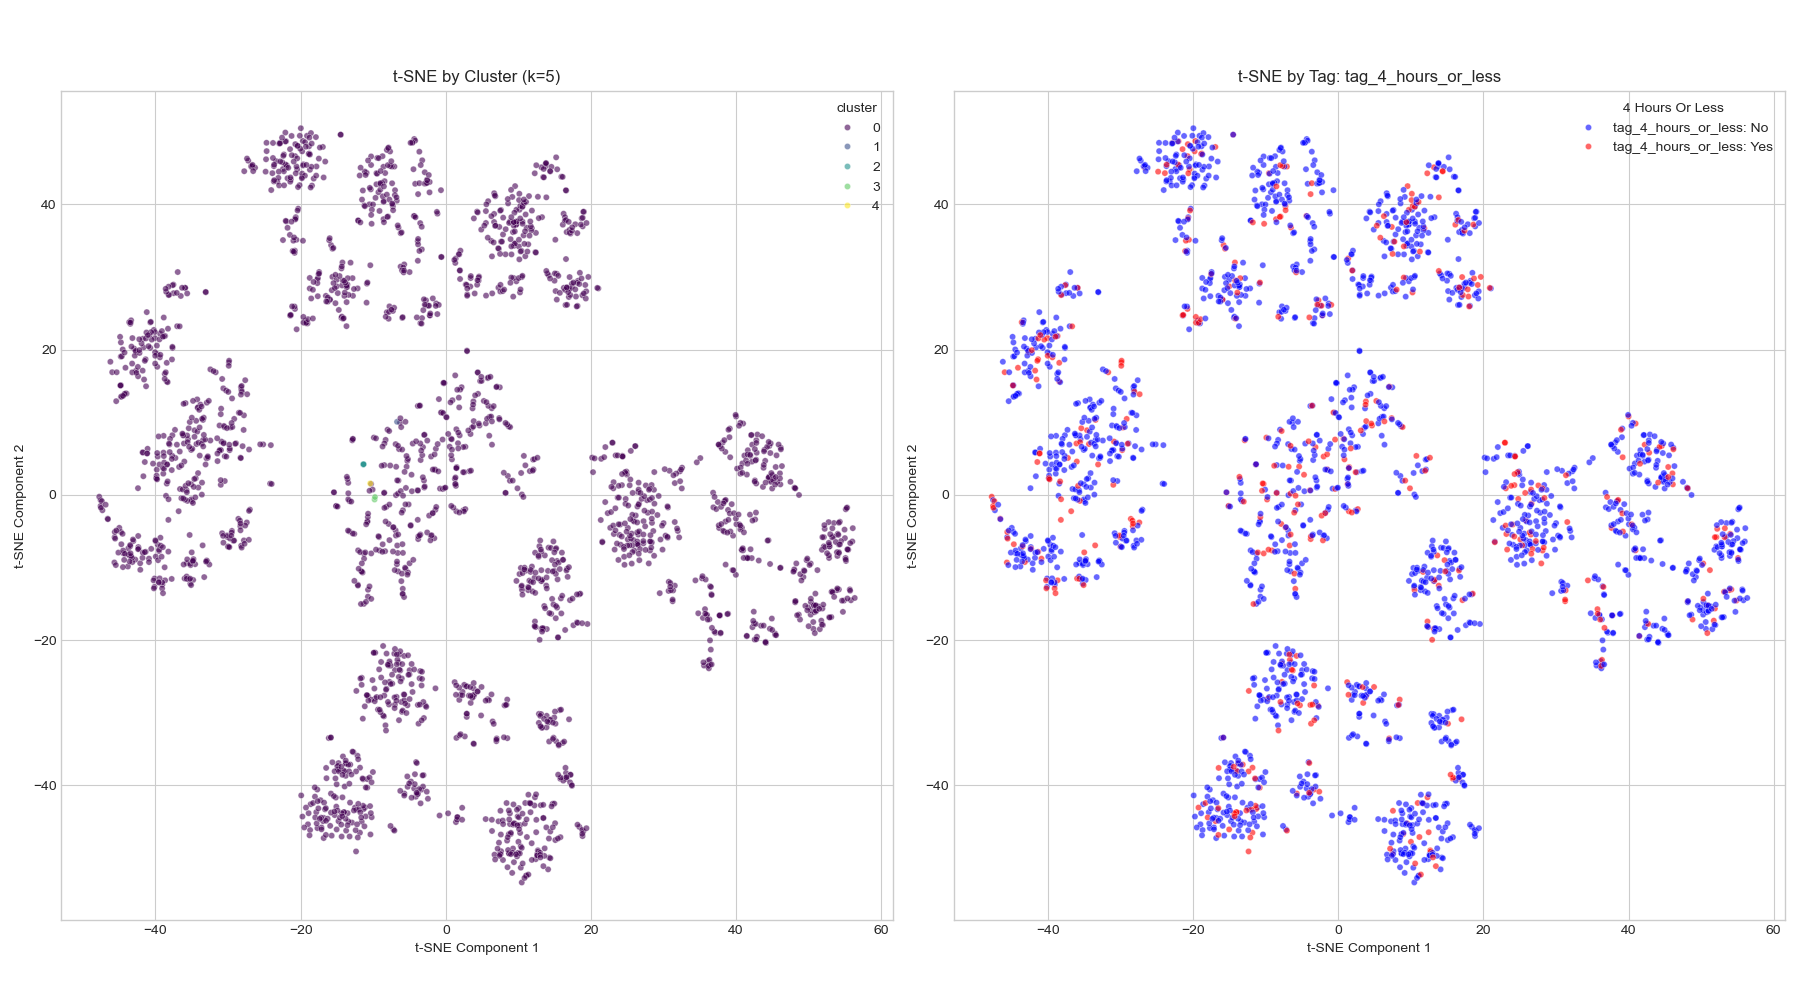 t-SNE by Cluster (k=5)
cluster
0
1
2
3
4
40
20
0
−20
−40
t-SNE Component 2
−40
−20
0
20
40
60
t-SNE Component 1
t-SNE by Tag: tag_4_hours_or_less
4 Hours Or Less
tag_4_hours_or_less: No
tag_4_hours_or_less: Yes
40
20
0
−20
−40
t-SNE Component 2
−40
−20
0
20
40
60
t-SNE Component 1